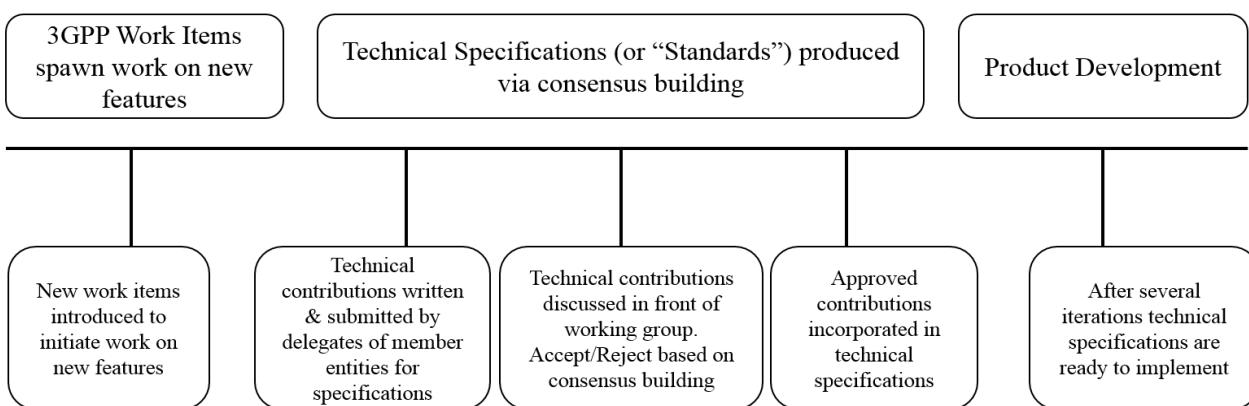 3GPP Work Items
spawn work on new
features
Technical Specifications (or “Standards”) produced
via consensus building
Product Development
New work items
introduced to
initiate work on
new features
Technical
contributions written
& submitted by
delegates of member
entities for
specifications
Technical contributions
discussed in front of
working group.
Accept/Reject based on
consensus building
Approved
contributions
incorporated in
technical
specifications
After several
iterations technical
specifications are
ready to implement